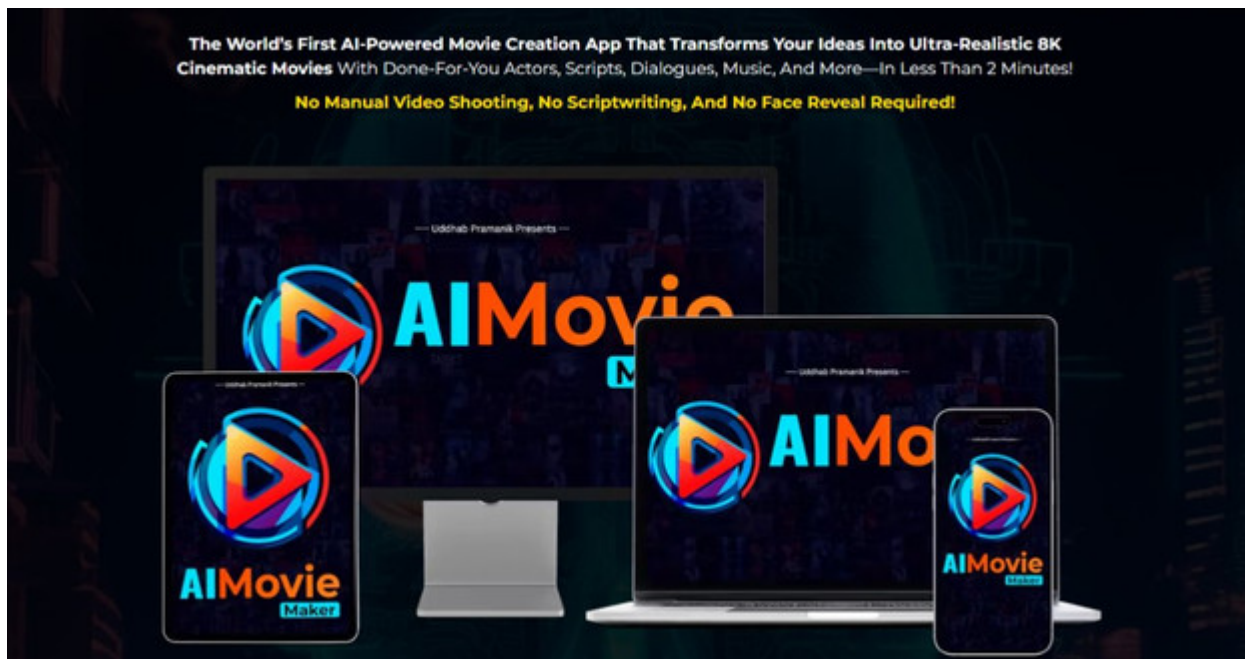 The World's First AI-Powered Movie Creation App That Transforms Your Ideas Into Ultra-Realistic 8K
Cinematic Movies With Done-For-You Actors, Scripts, Dialogues, Music, And More—In Less Than 2 Minutes!
No Manual Video Shooting, No Scriptwriting, And No Face Reveal Required!
— Uddhab Pramanik Presents —
AIMovie
M
— Uddhab Pramanik Presents —
AIMovie
Maker
— Uddhab Pramanik Presents —
AIMo
— Uddhab Pramanik Presents —
AIMovie
Maker